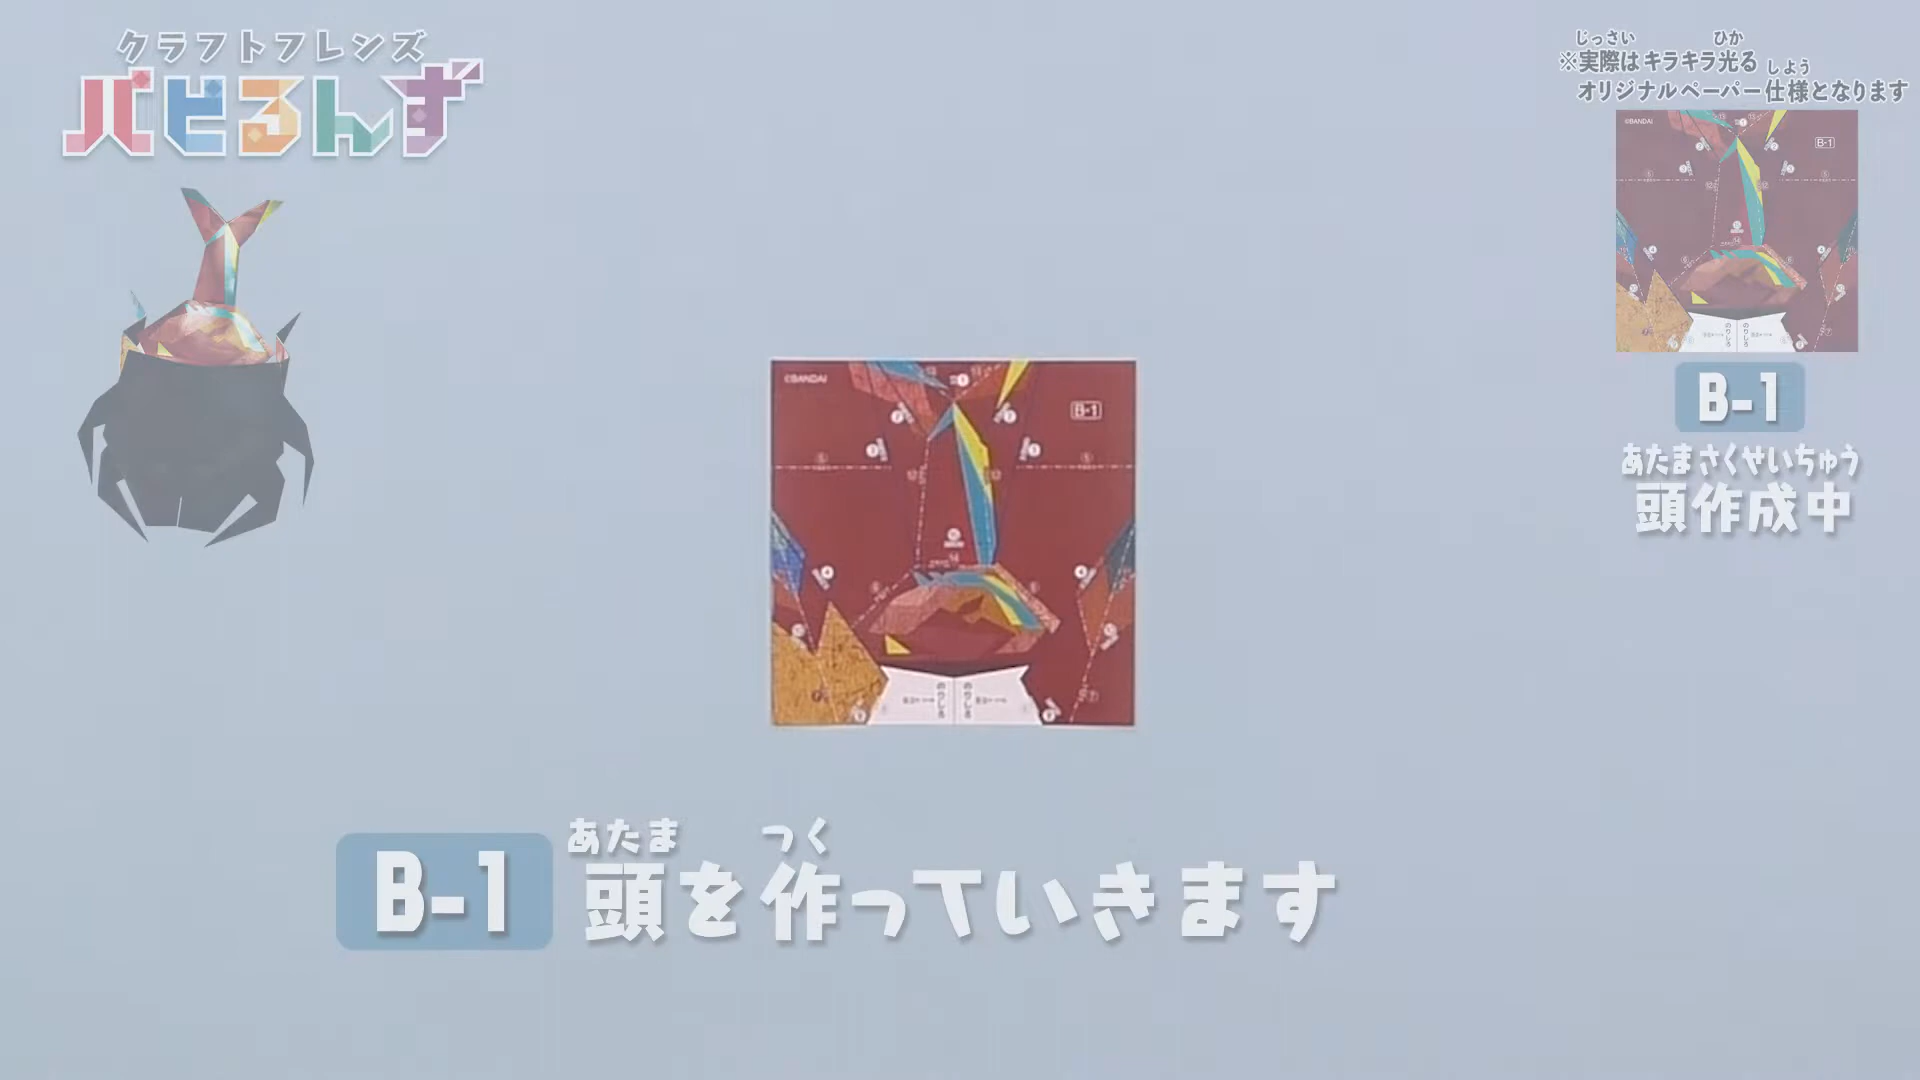 クラフトフレンズ
パピるんず
じっさい ひか
※実際はキラキラ光る
しよう
オリジナルペーパー仕様となります
©BANDAI
B-1
B-1
あたまさくせいちゅう
頭作成中
©BANDAI
B-1
のりしろ
のりしろ
あたま つく
B-1 頭を作っていきます